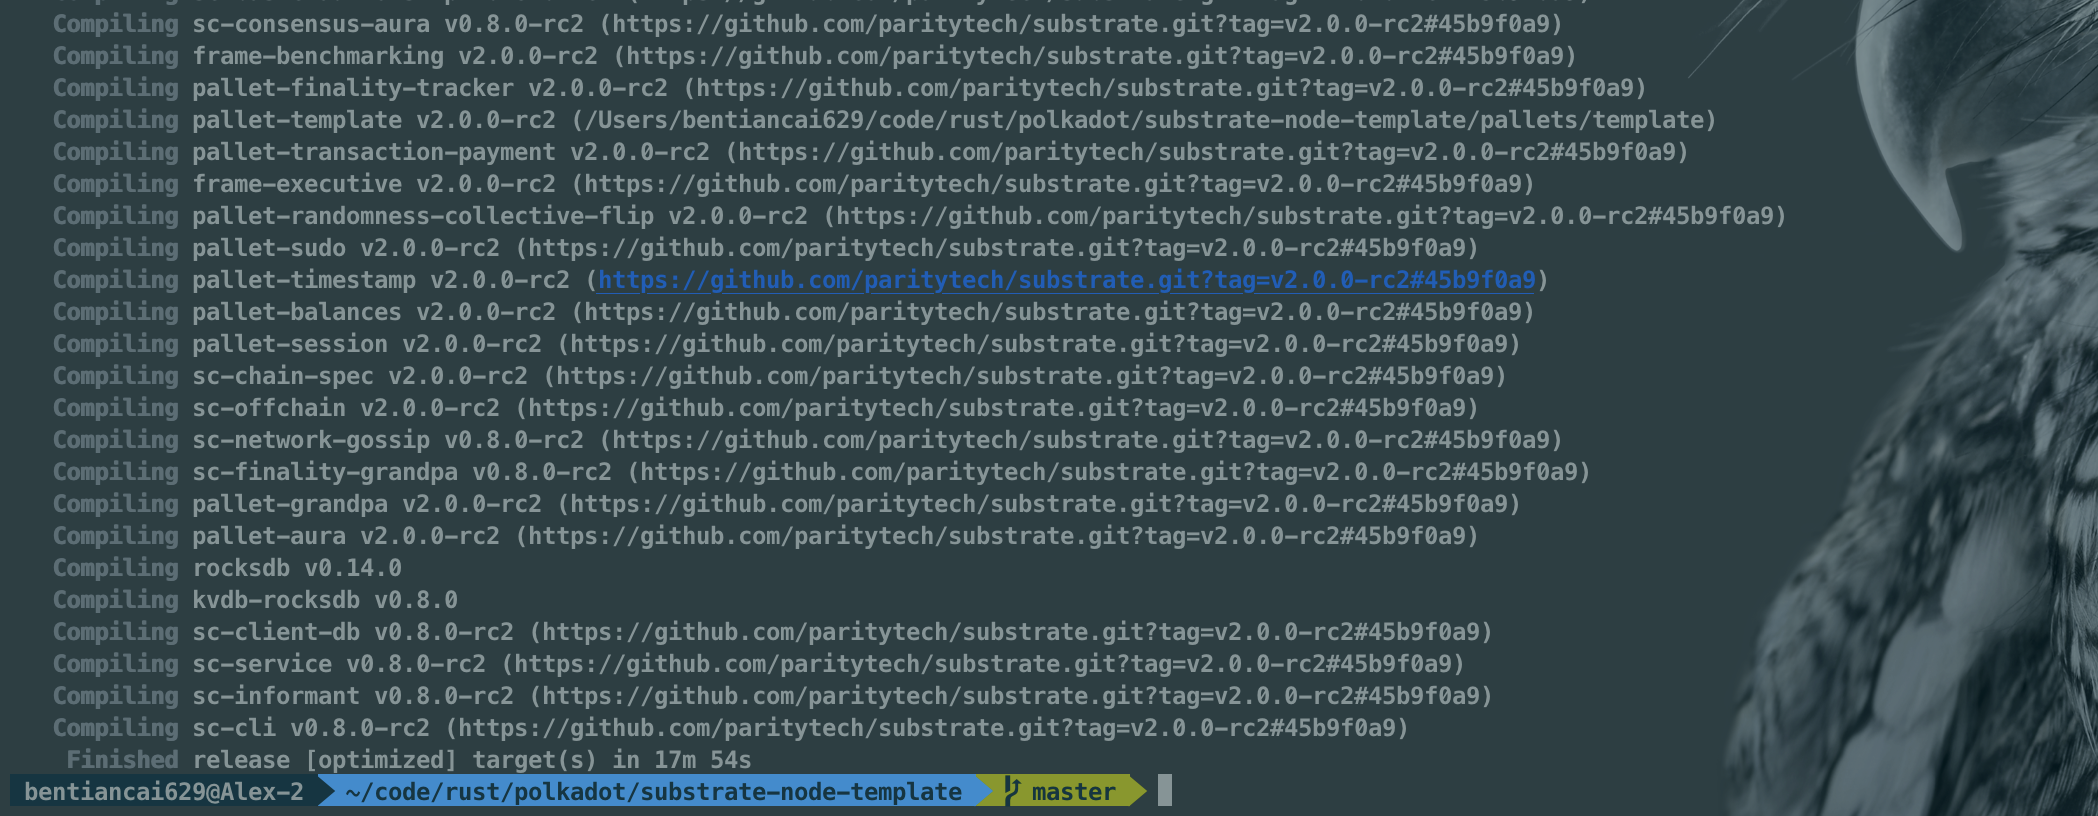 Compiling sc-consensus-aura v0.8.0-rc2 (https://github.com/paritytech/substrate.git?tag=v2.0.0-rc2#45b9f0a9)
Compiling frame-benchmarking v2.0.0-rc2 (https://github.com/paritytech/substrate.git?tag=v2.0.0-rc2#45b9f0a9)
Compiling pallet-finality-tracker v2.0.0-rc2 (https://github.com/paritytech/substrate.git?tag=v2.0.0-rc2#45b9f0a9)
Compiling pallet-template v2.0.0-rc2 (/Users/bentiancai629/code/rust/polkadot/substrate-node-template/pallets/template)
Compiling pallet-transaction-payment v2.0.0-rc2 (https://github.com/paritytech/substrate.git?tag=v2.0.0-rc2#45b9f0a9)
Compiling frame-executive v2.0.0-rc2 (https://github.com/paritytech/substrate.git?tag=v2.0.0-rc2#45b9f0a9)
Compiling pallet-randomness-collective-flip v2.0.0-rc2 (https://github.com/paritytech/substrate.git?tag=v2.0.0-rc2#45b9f0a9)
Compiling pallet-sudo v2.0.0-rc2 (https://github.com/paritytech/substrate.git?tag=v2.0.0-rc2#45b9f0a9)
Compiling pallet-timestamp v2.0.0-rc2 (https://github.com/paritytech/substrate.git?tag=v2.0.0-rc2#45b9f0a9)
Compiling pallet-balances v2.0.0-rc2 (https://github.com/paritytech/substrate.git?tag=v2.0.0-rc2#45b9f0a9)
Compiling pallet-session v2.0.0-rc2 (https://github.com/paritytech/substrate.git?tag=v2.0.0-rc2#45b9f0a9)
Compiling sc-chain-spec v2.0.0-rc2 (https://github.com/paritytech/substrate.git?tag=v2.0.0-rc2#45b9f0a9)
Compiling sc-offchain v2.0.0-rc2 (https://github.com/paritytech/substrate.git?tag=v2.0.0-rc2#45b9f0a9)
Compiling sc-network-gossip v0.8.0-rc2 (https://github.com/paritytech/substrate.git?tag=v2.0.0-rc2#45b9f0a9)
Compiling sc-finality-grandpa v0.8.0-rc2 (https://github.com/paritytech/substrate.git?tag=v2.0.0-rc2#45b9f0a9)
Compiling pallet-grandpa v2.0.0-rc2 (https://github.com/paritytech/substrate.git?tag=v2.0.0-rc2#45b9f0a9)
Compiling pallet-aura v2.0.0-rc2 (https://github.com/paritytech/substrate.git?tag=v2.0.0-rc2#45b9f0a9)
Compiling rocksdb v0.14.0
Compiling kvdb-rocksdb v0.8.0
Compiling sc-client-db v0.8.0-rc2 (https://github.com/paritytech/substrate.git?tag=v2.0.0-rc2#45b9f0a9)
Compiling sc-service v0.8.0-rc2 (https://github.com/paritytech/substrate.git?tag=v2.0.0-rc2#45b9f0a9)
Compiling sc-informant v0.8.0-rc2 (https://github.com/paritytech/substrate.git?tag=v2.0.0-rc2#45b9f0a9)
Compiling sc-cli v0.8.0-rc2 (https://github.com/paritytech/substrate.git?tag=v2.0.0-rc2#45b9f0a9)
Finished release [optimized] target(s) in 17m 54s
bentiancai629@Alex-2 ~/code/rust/polkadot/substrate-node-template master